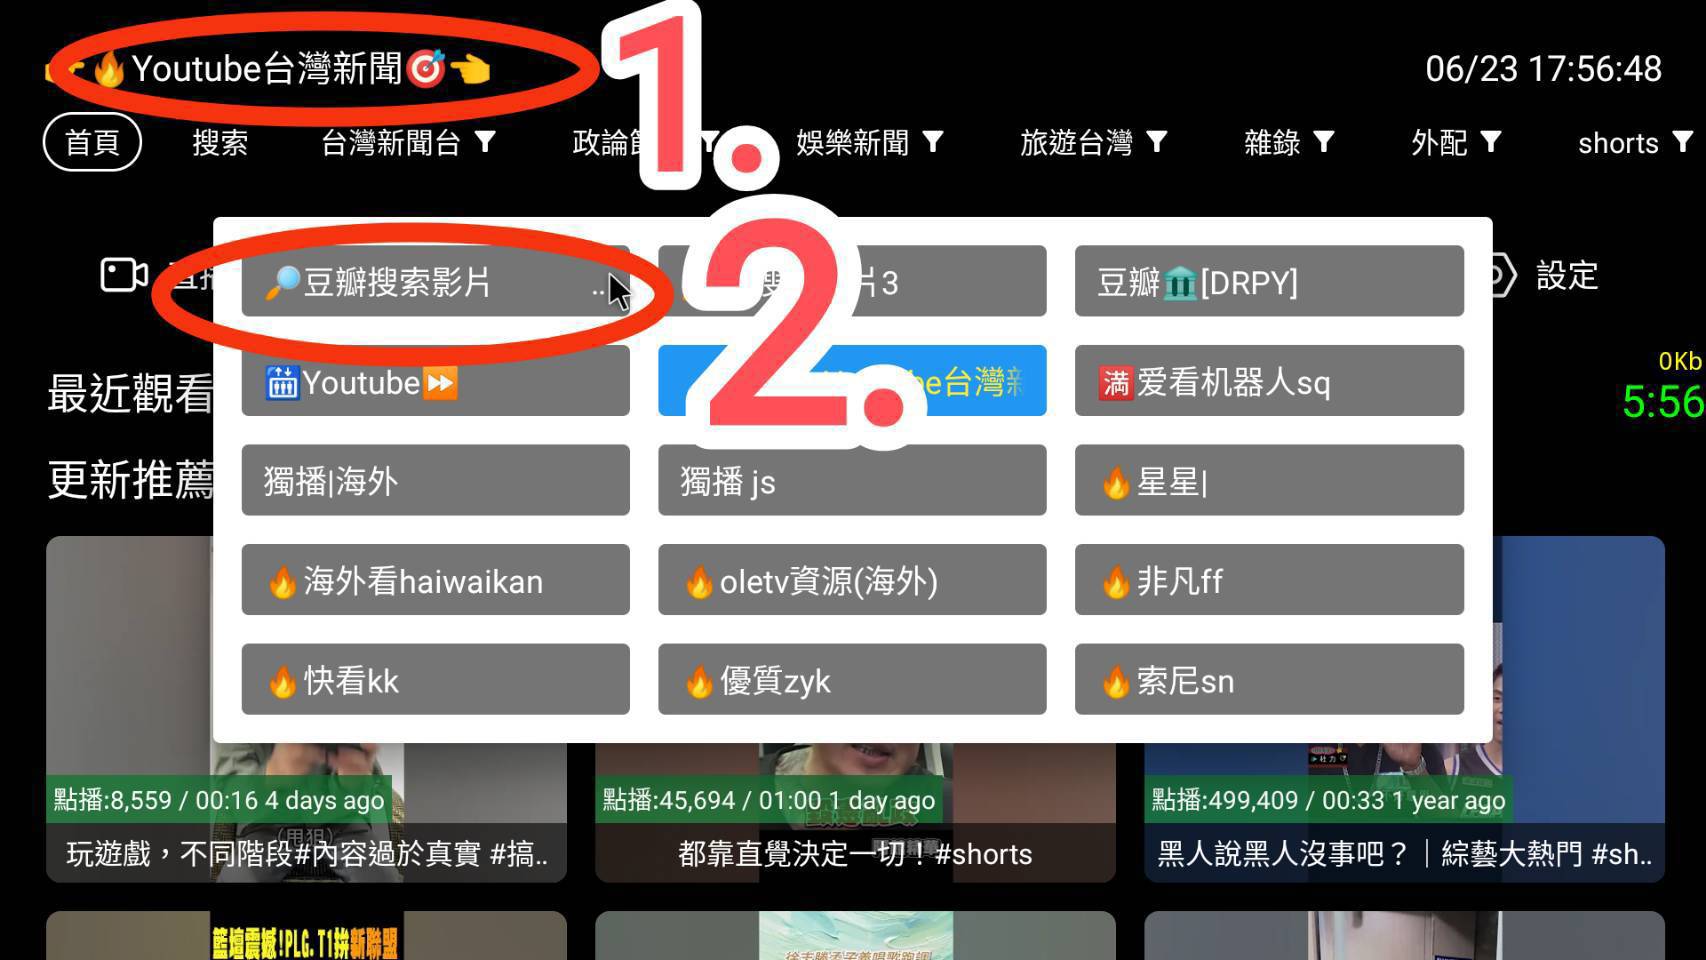 👉🔥Youtube台灣新聞🎯👈
1.
06/23 17:56:48
首頁 搜索 台灣新聞台 政論節 娛樂新聞 旅遊台灣 雜錄 外配 shorts
直播
設定
2.
🔎豆瓣搜索影片 ..
片3
豆瓣🏛️[DRPY]
Youtube⏩
be台灣新
🈵爱看机器人sq
0Kb
5:56
最近觀看
更新推薦
獨播|海外
獨播 js
🔥星星|
🔥海外看haiwaikan
🔥oletv資源(海外)
🔥非凡ff
🔥快看kk
🔥優質zyk
🔥索尼sn
點播:8,559 / 00:16 4 days ago
點播:45,694 / 01:00 1 day ago
點播:499,409 / 00:33 1 year ago
玩遊戲，不同階段#內容過於真實 #搞..
都靠直覺決定一切！#shorts
黑人說黑人沒事吧？｜綜藝大熱門 #sh..
籃壇震撼!PLG.T1拚新聯盟